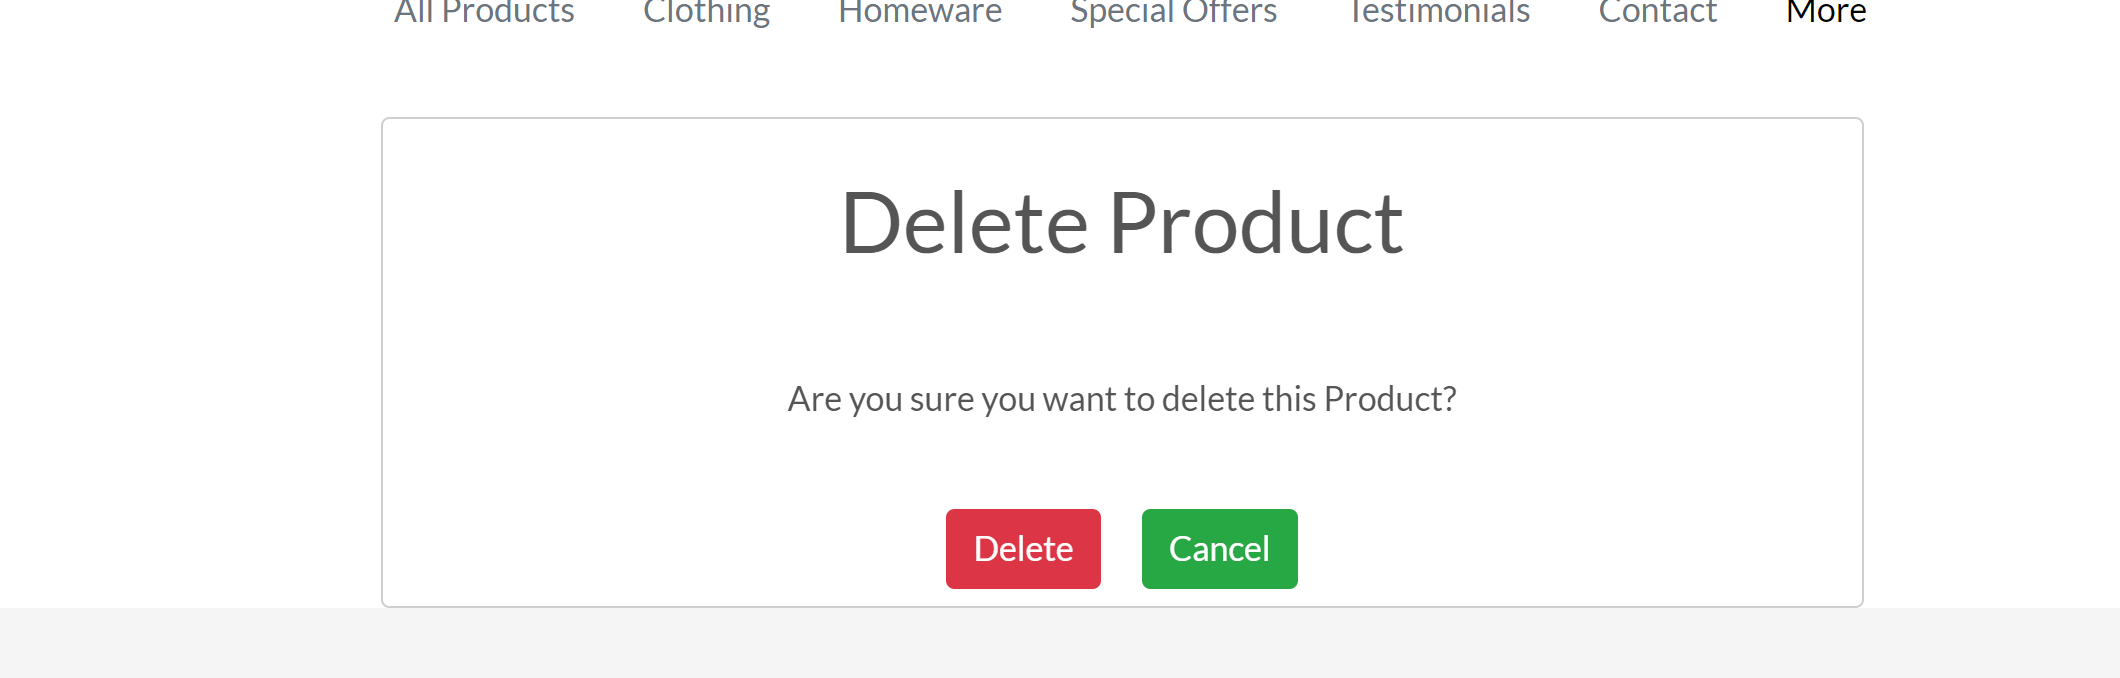 All Products Clothing Homeware Special Offers Testimonials Contact More
Delete Product
Are you sure you want to delete this Product?
Delete Cancel